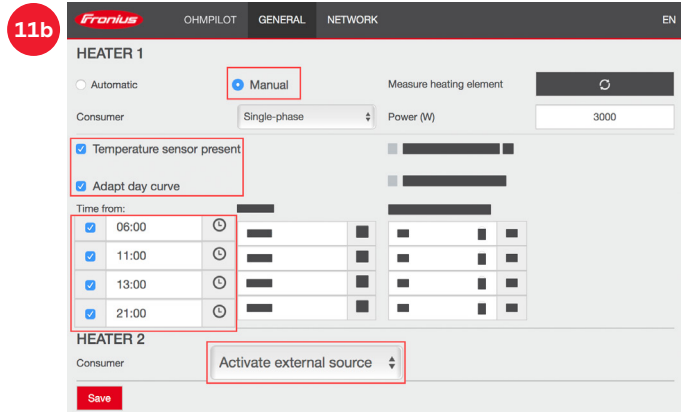 11b
Fronius OHMPILOT GENERAL NETWORK EN
HEATER 1
Automatic Manual Measure heating element
Consumer Single-phase Power (W) 3000
Temperature sensor present
Adapt day curve
Time from:
06:00
11:00
13:00
21:00
HEATER 2
Consumer Activate external source
Save